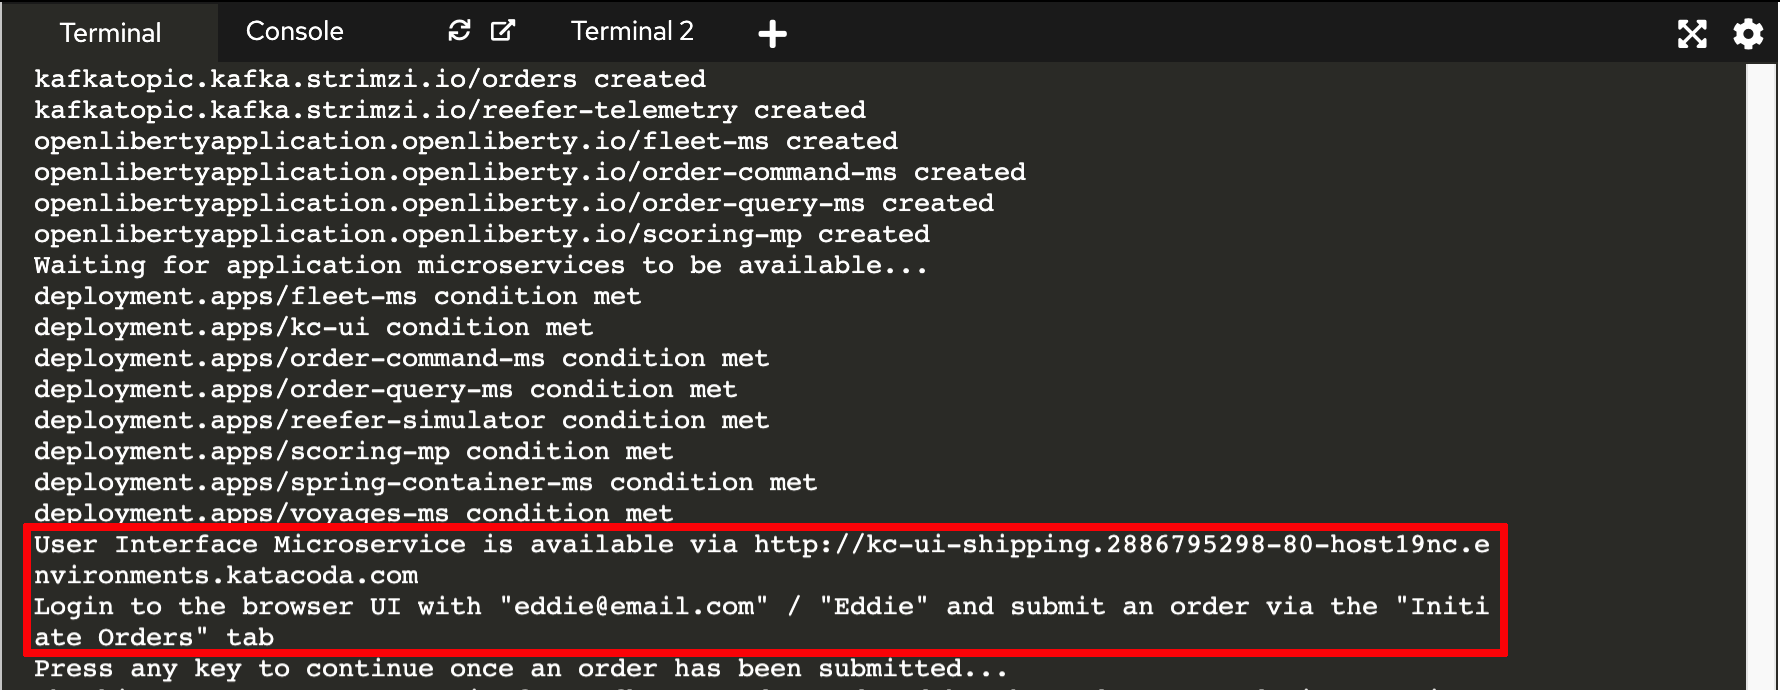 Terminal Console Terminal 2
kafkatopic.kafka.strimzi.io/orders created
kafkatopic.kafka.strimzi.io/reefer-telemetry created
openlibertyapplication.openliberty.io/fleet-ms created
openlibertyapplication.openliberty.io/order-command-ms created
openlibertyapplication.openliberty.io/order-query-ms created
openlibertyapplication.openliberty.io/scoring-mp created
Waiting for application microservices to be available...
deployment.apps/fleet-ms condition met
deployment.apps/kc-ui condition met
deployment.apps/order-command-ms condition met
deployment.apps/order-query-ms condition met
deployment.apps/reefer-simulator condition met
deployment.apps/scoring-mp condition met
deployment.apps/spring-container-ms condition met
deployment.apps/voyages-ms condition met
User Interface Microservice is available via http://kc-ui-shipping.2886795298-80-host19nc.e
nvironments.katacoda.com
Login to the browser UI with "eddie@email.com" / "Eddie" and submit an order via the "Initi
ate Orders" tab
Press any key to continue once an order has been submitted...